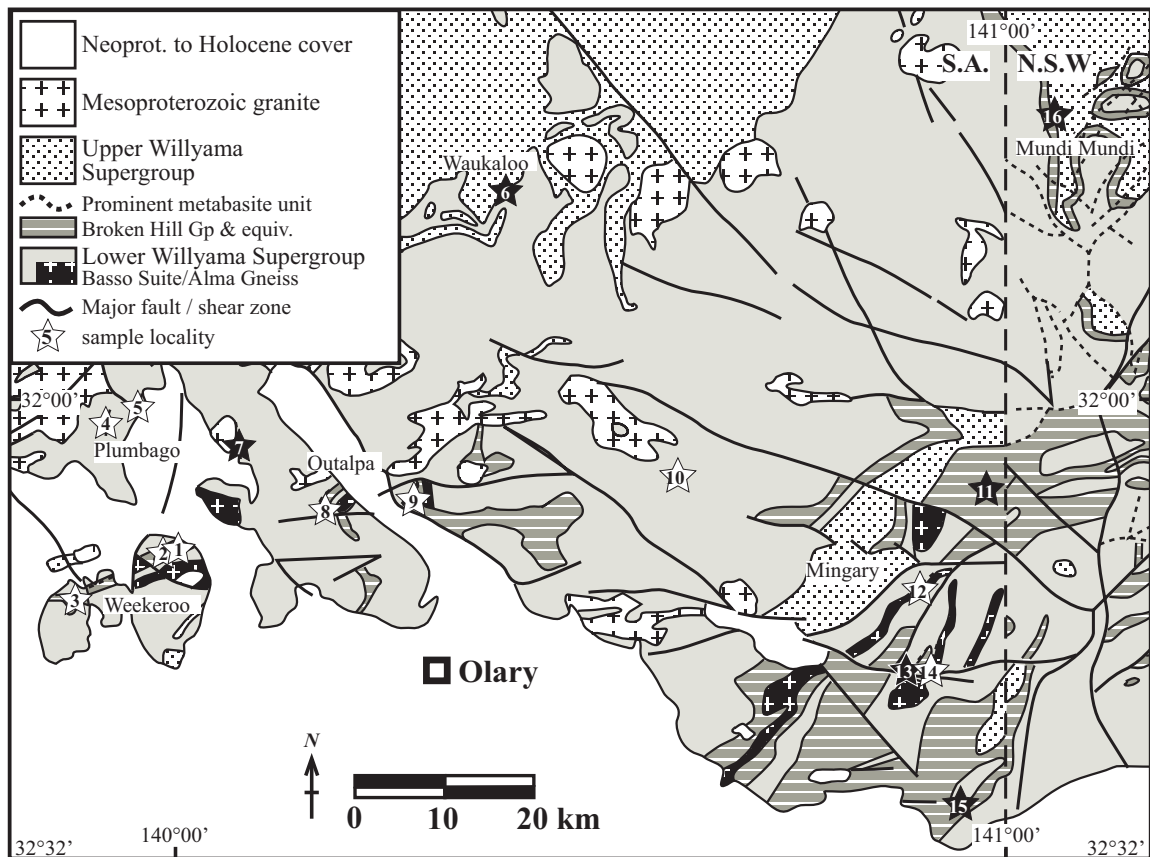 Neoprot. to Holocene cover
Mesoproterozoic granite
Upper Willyama
Supergroup
Prominent metabasite unit
Broken Hill Gp & equiv.
Lower Willyama Supergroup
Basso Suite/Alma Gneiss
Major fault / shear zone
5 sample locality
141°00'
S.A. N.S.W.
16
Mundi Mundi
Waukaloo
6
32°00'
32°00'
5
4
Plumbago
7
Outalpa
8
9
10
11
2 1
3
Weekeroo
Mingary
12
13 14
Olary
N
0 10 20 km
15
140°00'
141°00'
32°32'
32°32'